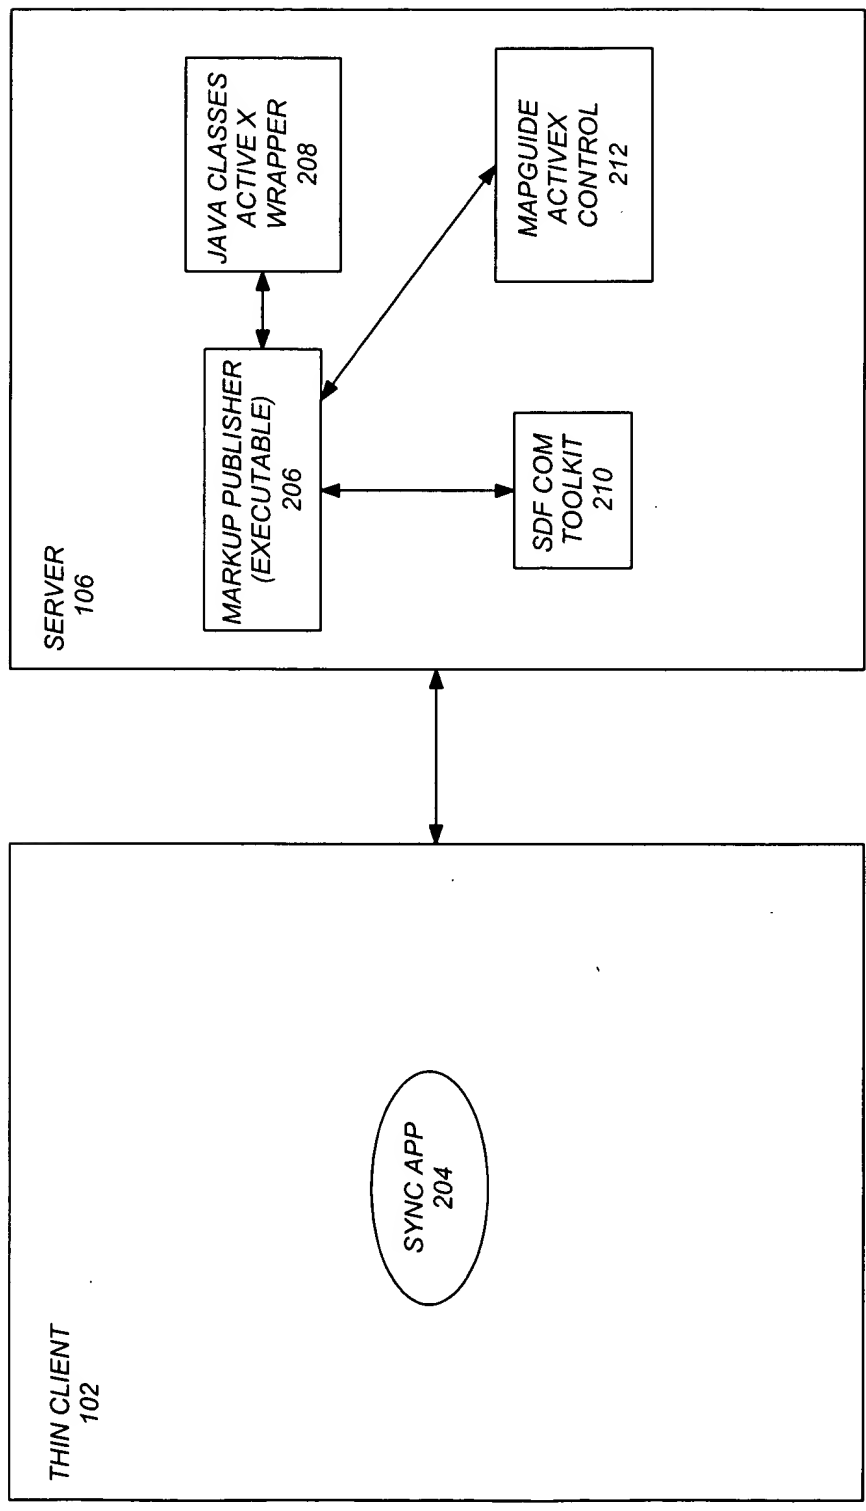 THIN CLIENT
102
SYNC APP
204
SERVER
106
MARKUP PUBLISHER
(EXECUTABLE)
206
JAVA CLASSES
ACTIVE X
WRAPPER
208
SDF COM
TOOLKIT
210
MAPGUIDE
ACTIVEX
CONTROL
212